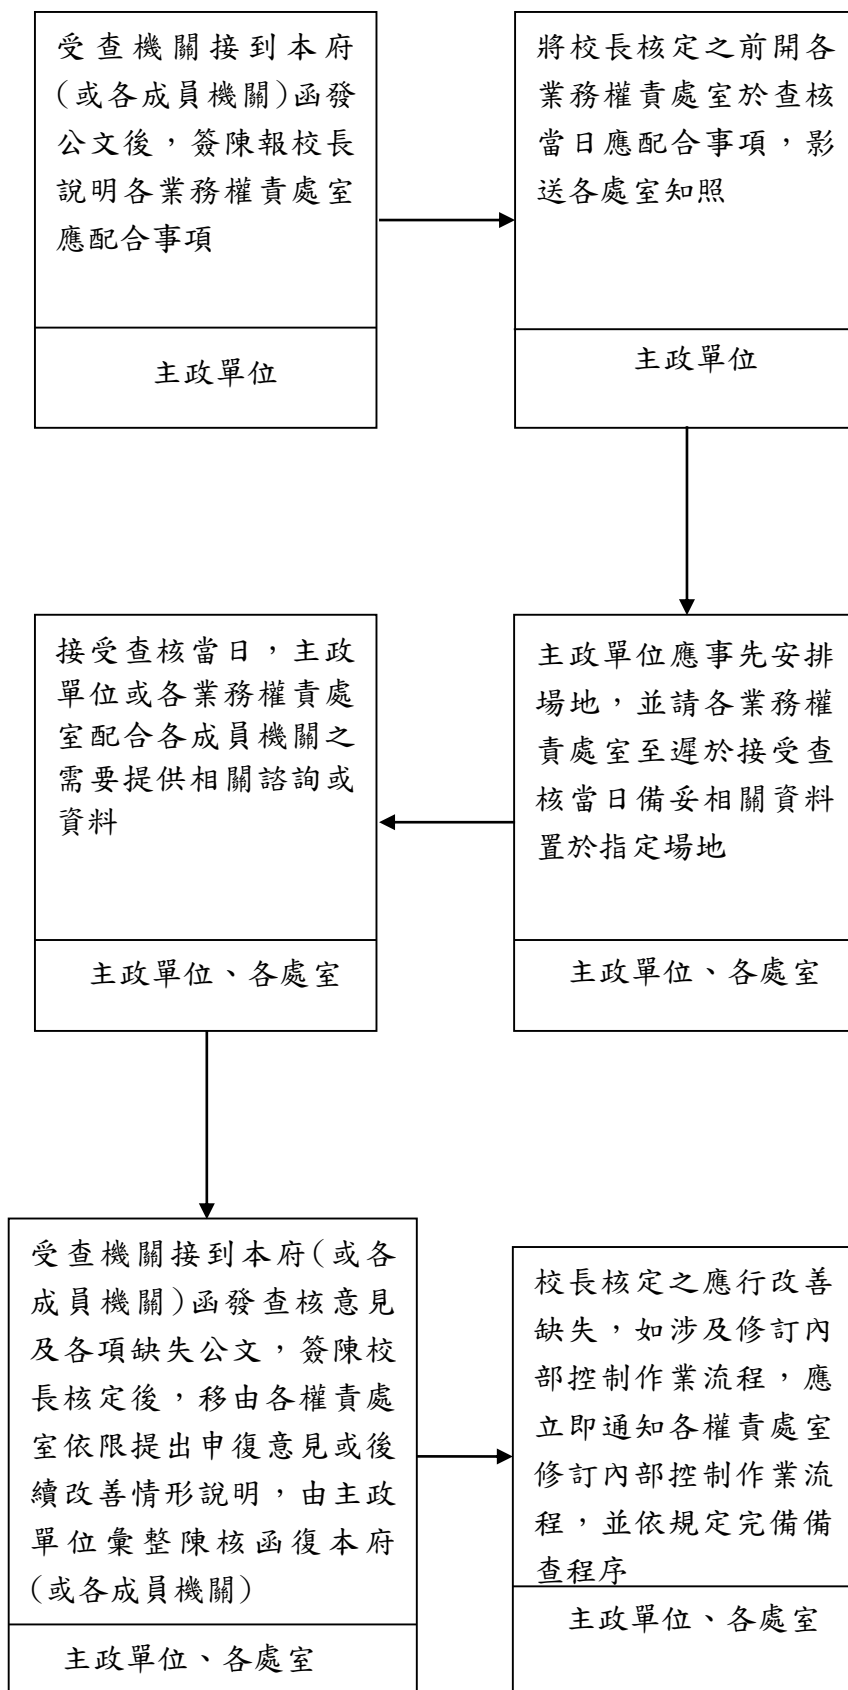 受查機關接到本府
(或各成員機關)函發
公文後，簽陳報校長
說明各業務權責處室
應配合事項
主政單位
將校長核定之前開各
業務權責處室於查核
當日應配合事項，影
送各處室知照
主政單位
主政單位應事先安排
場地，並請各業務權
責處室至遲於接受查
核當日備妥相關資料
置於指定場地
主政單位、各處室
接受查核當日，主政
單位或各業務權責處
室配合各成員機關之
需要提供相關諮詢或
資料
主政單位、各處室
受查機關接到本府(或各
成員機關)函發查核意見
及各項缺失公文，簽陳校
長核定後，移由各權責處
室依限提出申復意見或後
續改善情形說明，由主政
單位彙整陳核函復本府
(或各成員機關)
主政單位、各處室
校長核定之應行改善
缺失，如涉及修訂內
部控制作業流程，應
立即通知各權責處室
修訂內部控制作業流
程，並依規定完備備
查程序
主政單位、各處室